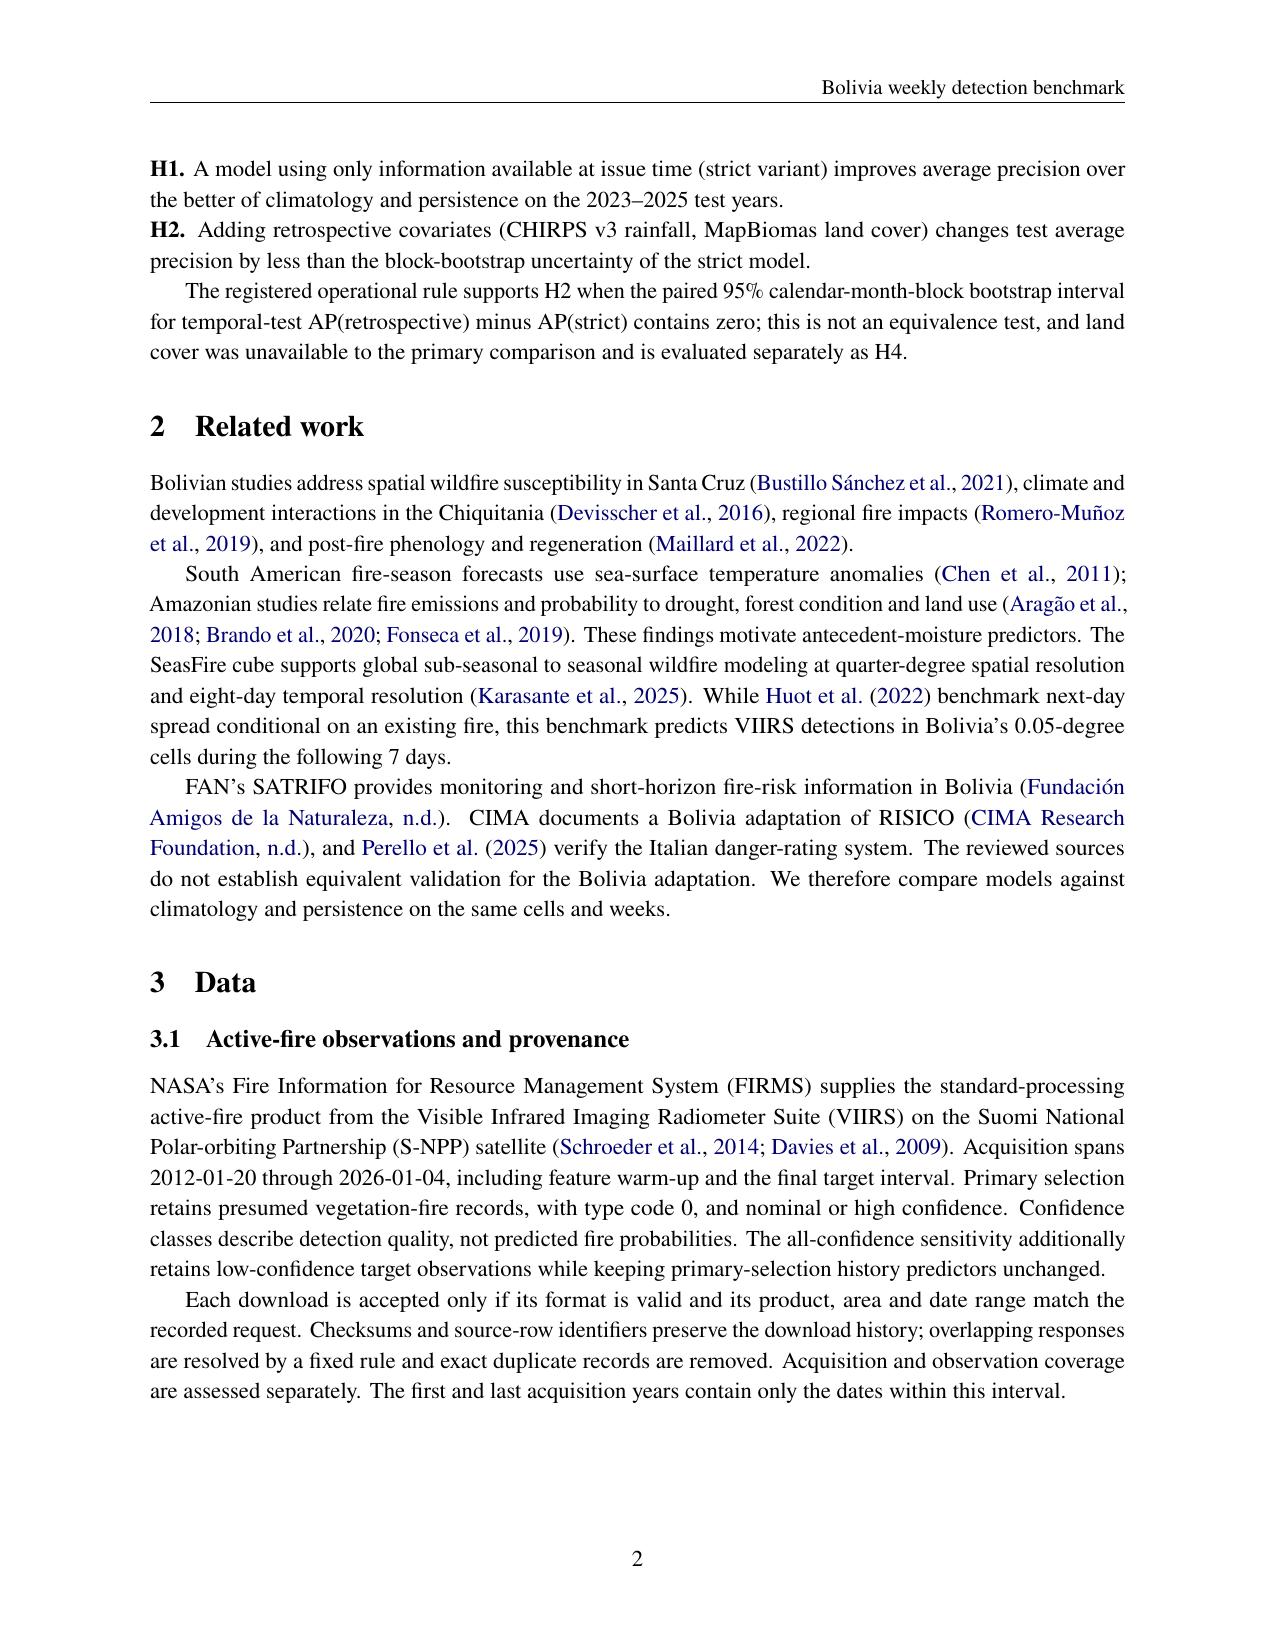 Bolivia weekly detection benchmark
H1. A model using only information available at issue time (strict variant) improves average precision over
the better of climatology and persistence on the 2023–2025 test years.
H2. Adding retrospective covariates (CHIRPS v3 rainfall, MapBiomas land cover) changes test average
precision by less than the block-bootstrap uncertainty of the strict model.
The registered operational rule supports H2 when the paired 95% calendar-month-block bootstrap interval
for temporal-test AP(retrospective) minus AP(strict) contains zero; this is not an equivalence test, and land
cover was unavailable to the primary comparison and is evaluated separately as H4.
2 Related work
Bolivian studies address spatial wildfire susceptibility in Santa Cruz (Bustillo Sánchez et al., 2021), climate and
development interactions in the Chiquitania (Devisscher et al., 2016), regional fire impacts (Romero-Muñoz
et al., 2019), and post-fire phenology and regeneration (Maillard et al., 2022).
South American fire-season forecasts use sea-surface temperature anomalies (Chen et al., 2011);
Amazonian studies relate fire emissions and probability to drought, forest condition and land use (Aragão et al.,
2018; Brando et al., 2020; Fonseca et al., 2019). These findings motivate antecedent-moisture predictors. The
SeasFire cube supports global sub-seasonal to seasonal wildfire modeling at quarter-degree spatial resolution
and eight-day temporal resolution (Karasante et al., 2025). While Huot et al. (2022) benchmark next-day
spread conditional on an existing fire, this benchmark predicts VIIRS detections in Bolivia’s 0.05-degree
cells during the following 7 days.
FAN’s SATRIFO provides monitoring and short-horizon fire-risk information in Bolivia (Fundación
Amigos de la Naturaleza, n.d.). CIMA documents a Bolivia adaptation of RISICO (CIMA Research
Foundation, n.d.), and Perello et al. (2025) verify the Italian danger-rating system. The reviewed sources
do not establish equivalent validation for the Bolivia adaptation. We therefore compare models against
climatology and persistence on the same cells and weeks.
3 Data
3.1 Active-fire observations and provenance
NASA’s Fire Information for Resource Management System (FIRMS) supplies the standard-processing
active-fire product from the Visible Infrared Imaging Radiometer Suite (VIIRS) on the Suomi National
Polar-orbiting Partnership (S-NPP) satellite (Schroeder et al., 2014; Davies et al., 2009). Acquisition spans
2012-01-20 through 2026-01-04, including feature warm-up and the final target interval. Primary selection
retains presumed vegetation-fire records, with type code 0, and nominal or high confidence. Confidence
classes describe detection quality, not predicted fire probabilities. The all-confidence sensitivity additionally
retains low-confidence target observations while keeping primary-selection history predictors unchanged.
Each download is accepted only if its format is valid and its product, area and date range match the
recorded request. Checksums and source-row identifiers preserve the download history; overlapping responses
are resolved by a fixed rule and exact duplicate records are removed. Acquisition and observation coverage
are assessed separately. The first and last acquisition years contain only the dates within this interval.
2